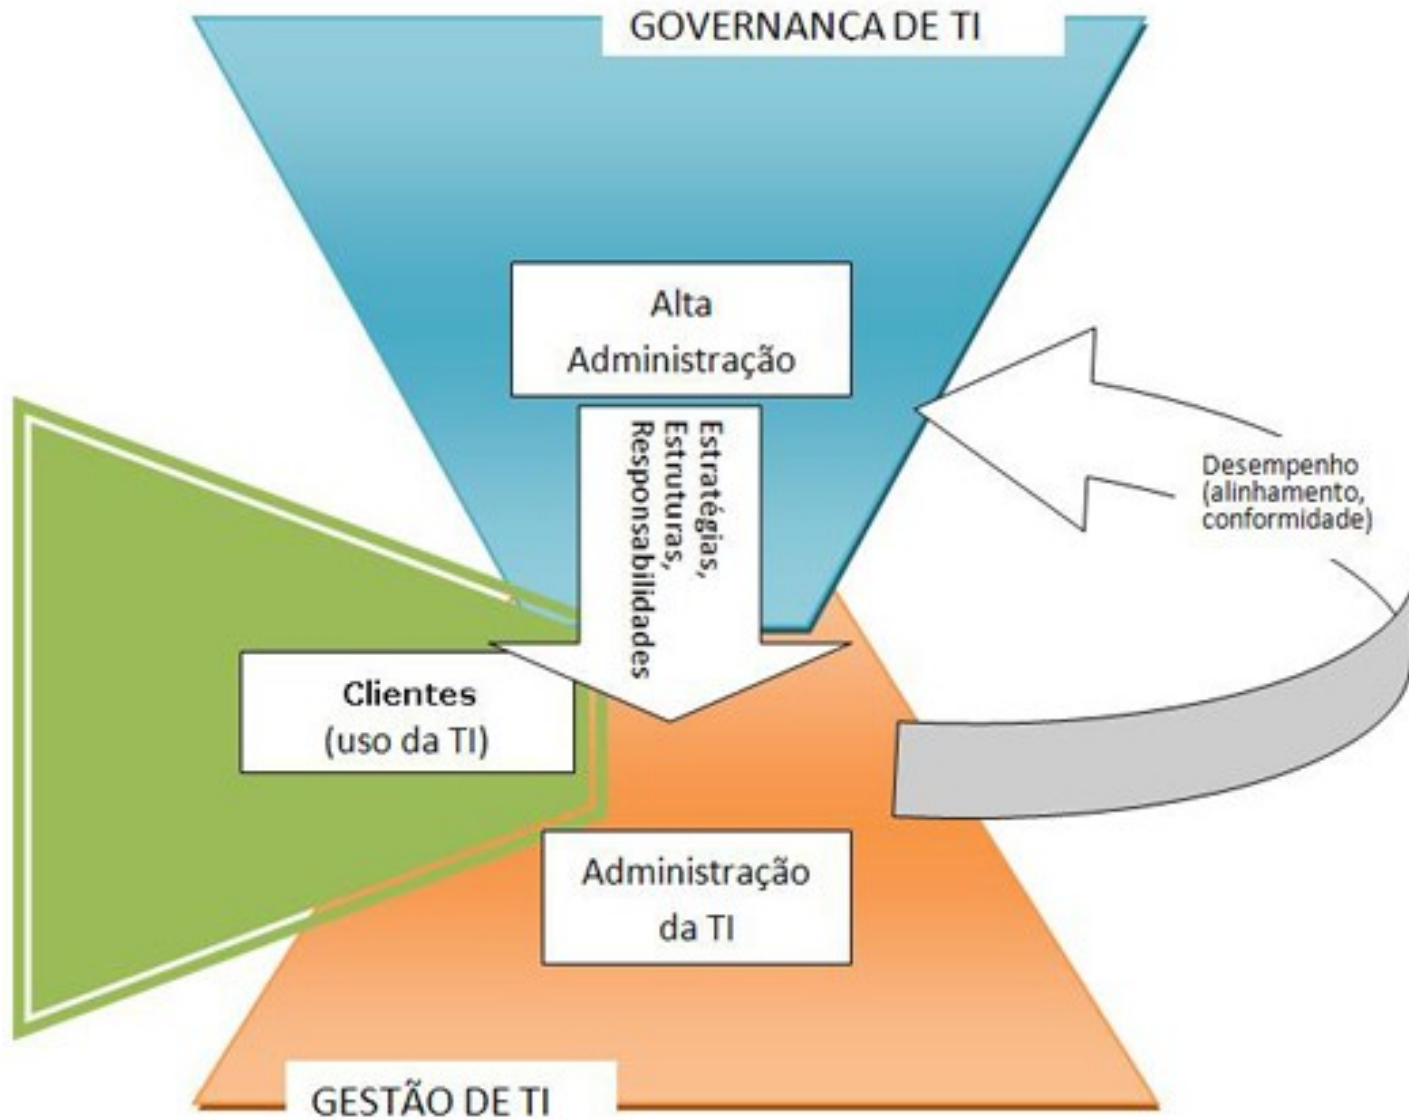 GOVERNANÇA DE TI
Alta
Administração
Estratégias,
Estruturas,
Responsabilidades
Desempenho
(alinhamento,
conformidade)
Clientes
(uso da TI)
Administração
da TI
GESTÃO DE TI